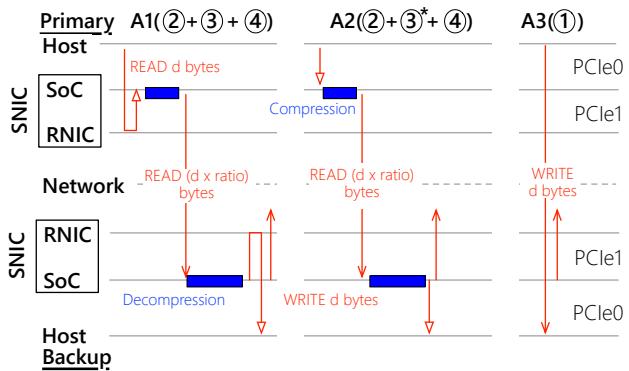 Primary A1(②+③+④) A2(②+③*+④) A3(①)
Host
READ d bytes
PCIe0
SNIC
SoC
Compression
PCIe1
RNIC
Network
READ (d x ratio)
bytes
READ (d x ratio)
bytes
WRITE
d bytes
SNIC
RNIC
PCIe1
SoC
Decompression
WRITE d bytes
PCIe0
Host
Backup